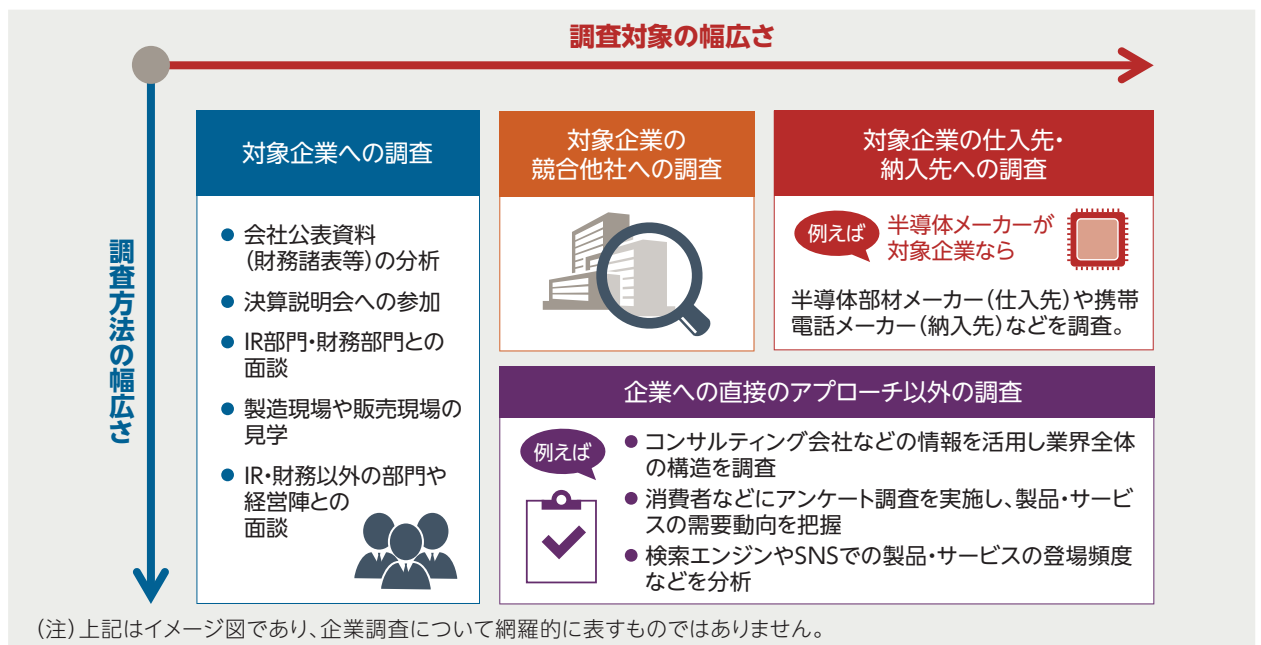 調査対象の幅広さ
調査方法の幅広さ
対象企業への調査
● 会社公表資料
（財務諸表等）の分析
● 決算説明会への参加
● IR部門・財務部門との
面談
● 製造現場や販売現場の
見学
● IR・財務以外の部門や
経営陣との
面談
対象企業の
競合他社への調査
対象企業の仕入先・
納入先への調査
例えば
半導体メーカーが
対象企業なら
半導体部材メーカー（仕入先）や携帯
電話メーカー（納入先）などを調査。
企業への直接のアプローチ以外の調査
例えば
● コンサルティング会社などの情報を活用し業界全体
の構造を調査
● 消費者などにアンケート調査を実施し、製品・サービ
スの需要動向を把握
● 検索エンジンやSNSでの製品・サービスの登場頻度
などを分析
（注）上記はイメージ図であり、企業調査について網羅的に表すものではありません。